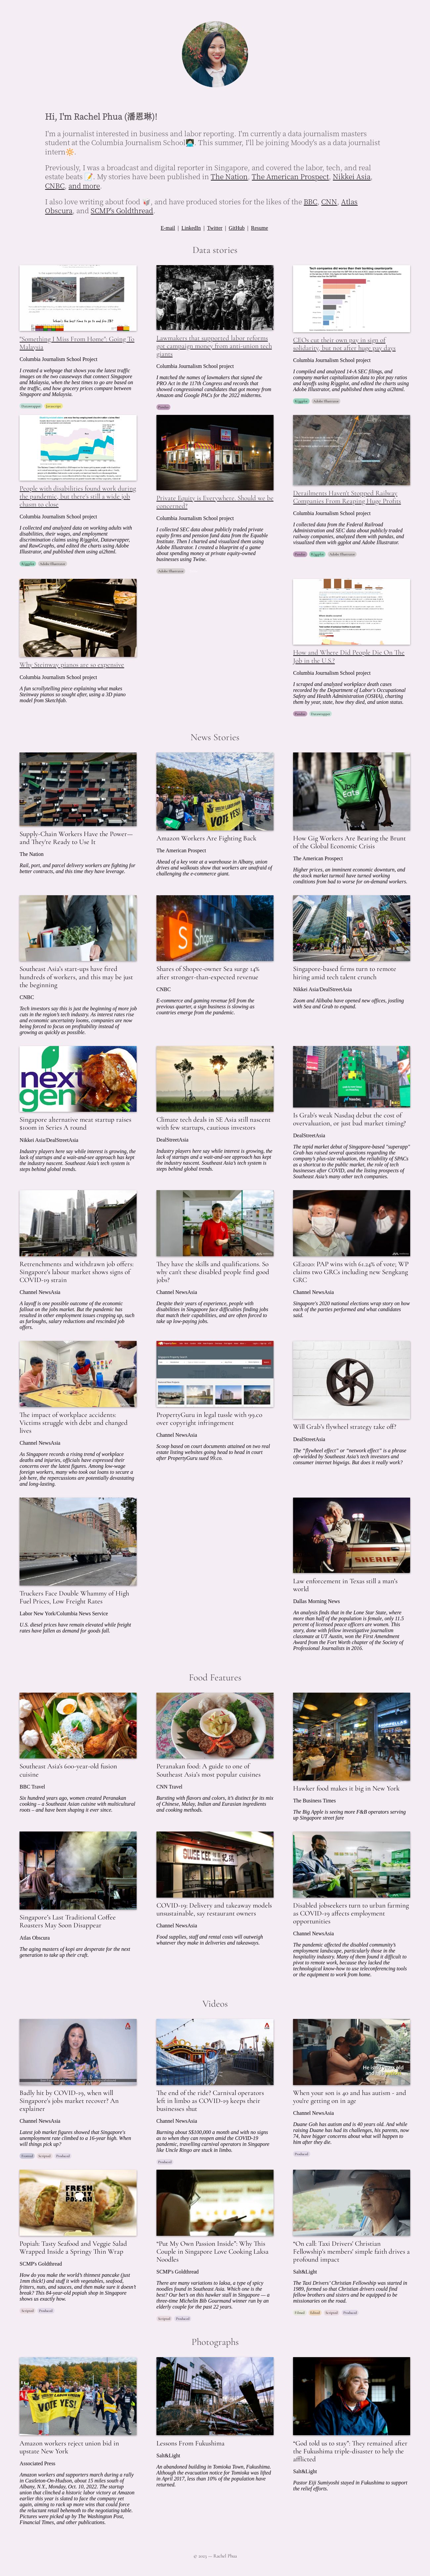 Hi, I'm Rachel Phua (潘恩琳)!
I'm a journalist interested in business and labor reporting. I'm currently a data journalism masters
student at the Columbia Journalism School👩🏻‍💻. This summer, I'll be joining Moody's as a data journalist
intern🔆.
Previously, I was a broadcast and digital reporter in Singapore, and covered the labor, tech, and real
estate beats 📝. My stories have been published in The Nation, The American Prospect, Nikkei Asia,
CNBC, and more.
I also love writing about food 🥡, and have produced stories for the likes of the BBC, CNN, Atlas
Obscura, and SCMP's Goldthread.
E-mail | LinkedIn | Twitter | GitHub | Resume
Data stories
"Something I Miss From Home": Going To
Malaysia
Columbia Journalism School Project
I created a webpage that shows you the latest traffic
images on the two causeways that connect Singapore
and Malaysia, when the best times to go are based on
the traffic, and how grocery prices compare between
Singapore and Malaysia.
Lawmakers that supported labor reforms
got campaign money from anti-union tech
giants
Columbia Journalism School project
I matched the names of lawmakers that signed the
PRO Act in the 117th Congress and records that
showed congressional candidates that got money from
Amazon and Google PACs for the 2022 midterms.
CEOs cut their own pay in sign of
solidarity, but not after huge pay days
Columbia Journalism School project
I compiled and analyzed 14-A SEC filings, and
company market capitalization data to plot pay ratios
and layoffs using R/ggplot, and edited the charts using
Adobe Illustrator, and published them using ai2html.
People with disabilities found work during
the pandemic, but there's still a wide job
chasm to close
Columbia Journalism School project
I collected and analyzed data on working adults with
disabilities, their wages, and employment
discrimination claims using R/ggplot, Datawrapper,
and RawGraphs. I edited the charts using Adobe
Illustrator, and published them using ai2html.
Private Equity is Everywhere. Should we be
concerned?
Columbia Journalism School project
I collected SEC data about publicly traded private
equity firms and pension fund data from the Equable
Institute. Then I charted and visualized them using
Adobe Illustrator. I created a blueprint of a game
about spending money at private equity-owned firms
businesses using Twine.
Derailments Haven't Stopped Railway
Companies From Reaping Huge Profits
Columbia Journalism School project
I collected data from the Federal Railroad
Administration and SEC about the publicly traded
railway companies, analyzed them with pandas, and
visualized them with ggplot and Adobe Illustrator.
Why Steinway pianos are so expensive
Columbia Journalism School project
A fun scrollytelling piece explaining what makes
Steinway pianos so sought after, using a 3D piano
model from Sketchfab.
How and Where Did People Die On The
Job in the U.S.?
Columbia Journalism School project
I scraped and analyzed workplace death cases
recorded by the Department of Labor's Occupational
Safety and Health Administration (OSHA), charting
them by year, state, how they died, and union status.
News Stories
Supply-Chain Workers Have the Power—
and They're Ready to Use It
The Nation
Rail, port, and parcel delivery workers are fighting for
better contracts, and this time they have leverage.
Amazon Workers Are Fighting Back
The American Prospect
Ahead of a key vote at a warehouse in Albany, union
drives and walkouts show that workers are unafraid of
challenging the e-commerce giant.
How Gig Workers Are Bearing the Brunt
of the Global Economic Crisis
The American Prospect
Higher prices, an imminent economic downturn, and
the stock market turmoil have turned working
conditions from bad to worse for on-demand workers.
Southeast Asia's start-ups have fired
hundreds of workers, and this may be just
the beginning
CNBC
Tech investors say this is just the beginning of more job
cuts in the region's tech industry. As interest rates rise
and economic uncertainty looms, companies are now
being forced to focus on profitability instead of
growing as quickly as possible.
Shares of Shopee-owner Sea surge 14%
after stronger-than-expected revenue
CNBC
E-commerce and gaming revenue fell from the
previous quarter, a sign business is slowing as
countries emerge from the pandemic.
Singapore-based firms turn to remote
hiring amid tech talent crunch
Nikkei Asia/DealStreetAsia
Zoom and Alibaba have opened new offices, jostling
with Sea and Grab to expand.
Singapore alternative meat startup raises
$100m in Series A round
Nikkei Asia/DealStreetAsia
Industry players here say while interest is growing, the
lack of startups and a wait-and-see approach has kept
the industry nascent. Southeast Asia's tech system is
steps behind global trends.
Climate tech deals in SE Asia still nascent
with few startups, cautious investors
DealStreetAsia
Industry players here say while interest is growing, the
lack of startups and a wait-and-see approach has kept
the industry nascent. Southeast Asia's tech system is
steps behind global trends.
Is Grab's weak Nasdaq debut the cost of
overvaluation, or just bad market timing?
DealStreetAsia
The tepid market debut of Singapore-based "superapp"
Grab has raised several questions regarding the
company's pluss-size valuation, the reliability of SPACs
as a shortcut to the public market, the role of tech
businesses after COVID, and the listing prospects of
Southeast Asia's many other tech companies.
Retrenchments and withdrawn job offers:
Singapore's labour market shows signs of
COVID-19 strain
Channel NewsAsia
A layoff is one possible outcome of the economic
fallout on the job market. But the pandemic has
resulted in other employment issues cropping up, such
as furloughs, salary reductions and rescinded job
offers.
They have the skills and qualifications. So
why can't these disabled people find good
jobs?
Channel NewsAsia
Despite their years of experience, people with
disabilities in Singapore face difficulties finding jobs
that match their capabilities, and are often forced to
take up low-paying jobs.
GE2020: PAP wins with 61.24% of vote; WP
claims two GRCs including new Sengkang
GRC
Channel NewsAsia
Singapore's 2020 national elections wrap story on how
each of the parties performed and what candidates
said.
The impact of workplace accidents:
Victims struggle with debt and changed
lives
Channel NewsAsia
As Singapore records a rising trend of workplace
deaths and injuries, officials have expressed their
concerns over the latest figures. Among low-wage
foreign workers, many who took out loans to secure a
job here, the repercussions are potentially devastating
and long-lasting.
PropertyGuru in legal tussle with 99.co
over copyright infringement
Channel NewsAsia
Scoop based on court documents attained on two real
estate listing websites going head to head in court
after PropertyGuru sued 99.co.
Will Grab's flywheel strategy take off?
DealStreetAsia
The "flywheel effect" or "network effect" is a phrase
oft-wielded by Southeast Asia's tech investors and
consumer internet bigwigs. But does it really work?
Truckers Face Double Whammy of High
Fuel Prices, Low Freight Rates
Labor New York/Columbia News Service
U.S. diesel prices have remain elevated while freight
rates have fallen as demand for goods fall.
Law enforcement in Texas still a man's
world
Dallas Morning News
An analysis finds that in the Lone Star State, where
more than half of the population is female, only 11.5
percent of licensed peace officers are women. This
story, done with fellow investigative journalism
classmate at UT Austin, won the First Amendment
Award from the Fort Worth chapter of the Society of
Professional Journalists in 2016.
Food Features
Southeast Asia's 600-year-old fusion
cuisine
BBC Travel
Six hundred years ago, women created Peranakan
cooking – a Southeast Asian cuisine with multicultural
roots – and have been shaping it ever since.
Peranakan food: A guide to one of
Southeast Asia's most popular cuisines
CNN Travel
Bursting with flavors and colors, it's distinct for its mix
of Chinese, Malay, Indian and Eurasian ingredients
and cooking methods.
Hawker food makes it big in New York
The Business Times
The Big Apple is seeing more F&B operators serving
up Singapore street fare
Singapore's Last Traditional Coffee
Roasters May Soon Disappear
Atlas Obscura
The aging masters of kopi are desperate for the next
generation to take up their craft.
COVID-19: Delivery and takeaway models
unsustainable, say restaurant owners
Channel NewsAsia
Food supplies, staff and rental costs will outweigh
whatever they make in deliveries and takeaways.
Disabled jobseekers turn to urban farming
as COVID-19 affects employment
opportunities
Channel NewsAsia
The pandemic affected the disabled community's
employment landscape, particularly those in the
hospitality industry. Many of them found it difficult to
pivot to remote work, because they lacked the
technological know-how to use teleconferencing tools
or the equipment to work from home.
Videos
Badly hit by COVID-19, when will
Singapore's jobs market recover? An
explainer
Channel NewsAsia
Latest job market figures showed that Singapore's
unemployment rate climbed to a 16-year high. When
will things pick up?
The end of the ride? Carnival operators
left in limbo as COVID-19 keeps their
businesses shut
Channel NewsAsia
Burning about S$100,000 a month and with no signs
as to when they can reopen amid the COVID-19
pandemic, travelling carnival operators in Singapore
like Uncle Ringo are stuck in limbo.
When your son is 40 and has autism - and
you're getting on in age
Channel NewsAsia
Duane Goh has autism and is 40 years old. And while
raising Duane has had its challenges, his parents, now
74, have bigger concerns about what will happen to
him after they die.
Popiah: Tasty Seafood and Veggie Salad
Wrapped Inside a Springy Thin Wrap
SCMP's Goldthread
How do you make the world's thinnest pancake (just
1mm thick!) and stuff it with vegetables, seafood,
fritters, nuts, and sauces, and then make sure it doesn't
break? This 84-year-old popiah shop in Singapore
shows us exactly how.
"Put My Own Passion Inside": Why This
Couple in Singapore Love Cooking Laksa
Noodles
SCMP's Goldthread
There are many variations to laksa, a type of spicy
noodles found in Southeast Asia. Which one is the
best? Our bet's on this hawker stall in Singapore — a
three-time Michelin Bib Gourmand winner run by an
elderly couple for the past 22 years.
"On call: Taxi Drivers' Christian
Fellowship's members' simple faith drives a
profound impact
Salt&Light
The Taxi Drivers' Christian Fellowship was started in
1989, formed so that Christian drivers could find
fellow brothers and sisters and be equipped to be
missionaries on the road.
Photographs
Amazon workers reject union bid in
upstate New York
Associated Press
Amazon workers and supporters march during a rally
in Castleton-On-Hudson, about 15 miles south of
Albany, N.Y., Monday, Oct. 10, 2022. The startup
union that clinched a historic labor victory at Amazon
earlier this year is slated to face the company yet
again, aiming to rack up more wins that could force
the reluctant retail behemoth to the negotiating table.
Pictures were picked up by The Washington Post,
Financial Times, and other publications.
Lessons From Fukushima
Salt&Light
An abandoned building in Tomioka Town, Fukushima.
Although the evacuation notice for Tomioka was lifted
in April 2017, less than 10% of the population have
returned.
"God told us to stay": They remained after
the Fukushima triple-disaster to help the
afflicted
Salt&Light
Pastor Eiji Sumiyoshi stayed in Fukushima to support
the relief efforts.
© 2023 — Rachel Phua